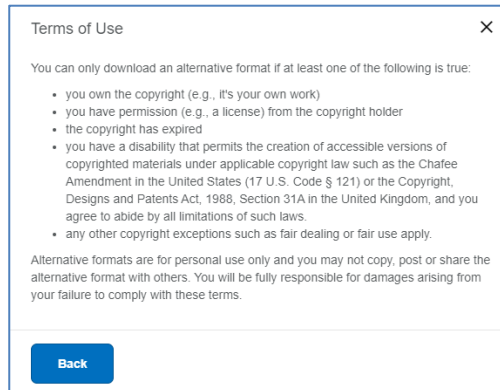 Terms of Use
You can only download an alternative format if at least one of the following is true:
• you own the copyright (e.g., it's your own work)
• you have permission (e.g., a license) from the copyright holder
• the copyright has expired
• you have a disability that permits the creation of accessible versions of
copyrighted materials under applicable copyright law such as the Chafee
Amendment in the United States (17 U.S. Code § 121) or the Copyright,
Designs and Patents Act, 1988, Section 31A in the United Kingdom, and you
agree to abide by all limitations of such laws.
• any other copyright exceptions such as fair dealing or fair use apply.
Alternative formats are for personal use only and you may not copy, post or share the
alternative format with others. You will be fully responsible for damages arising from
your failure to comply with these terms.
Back